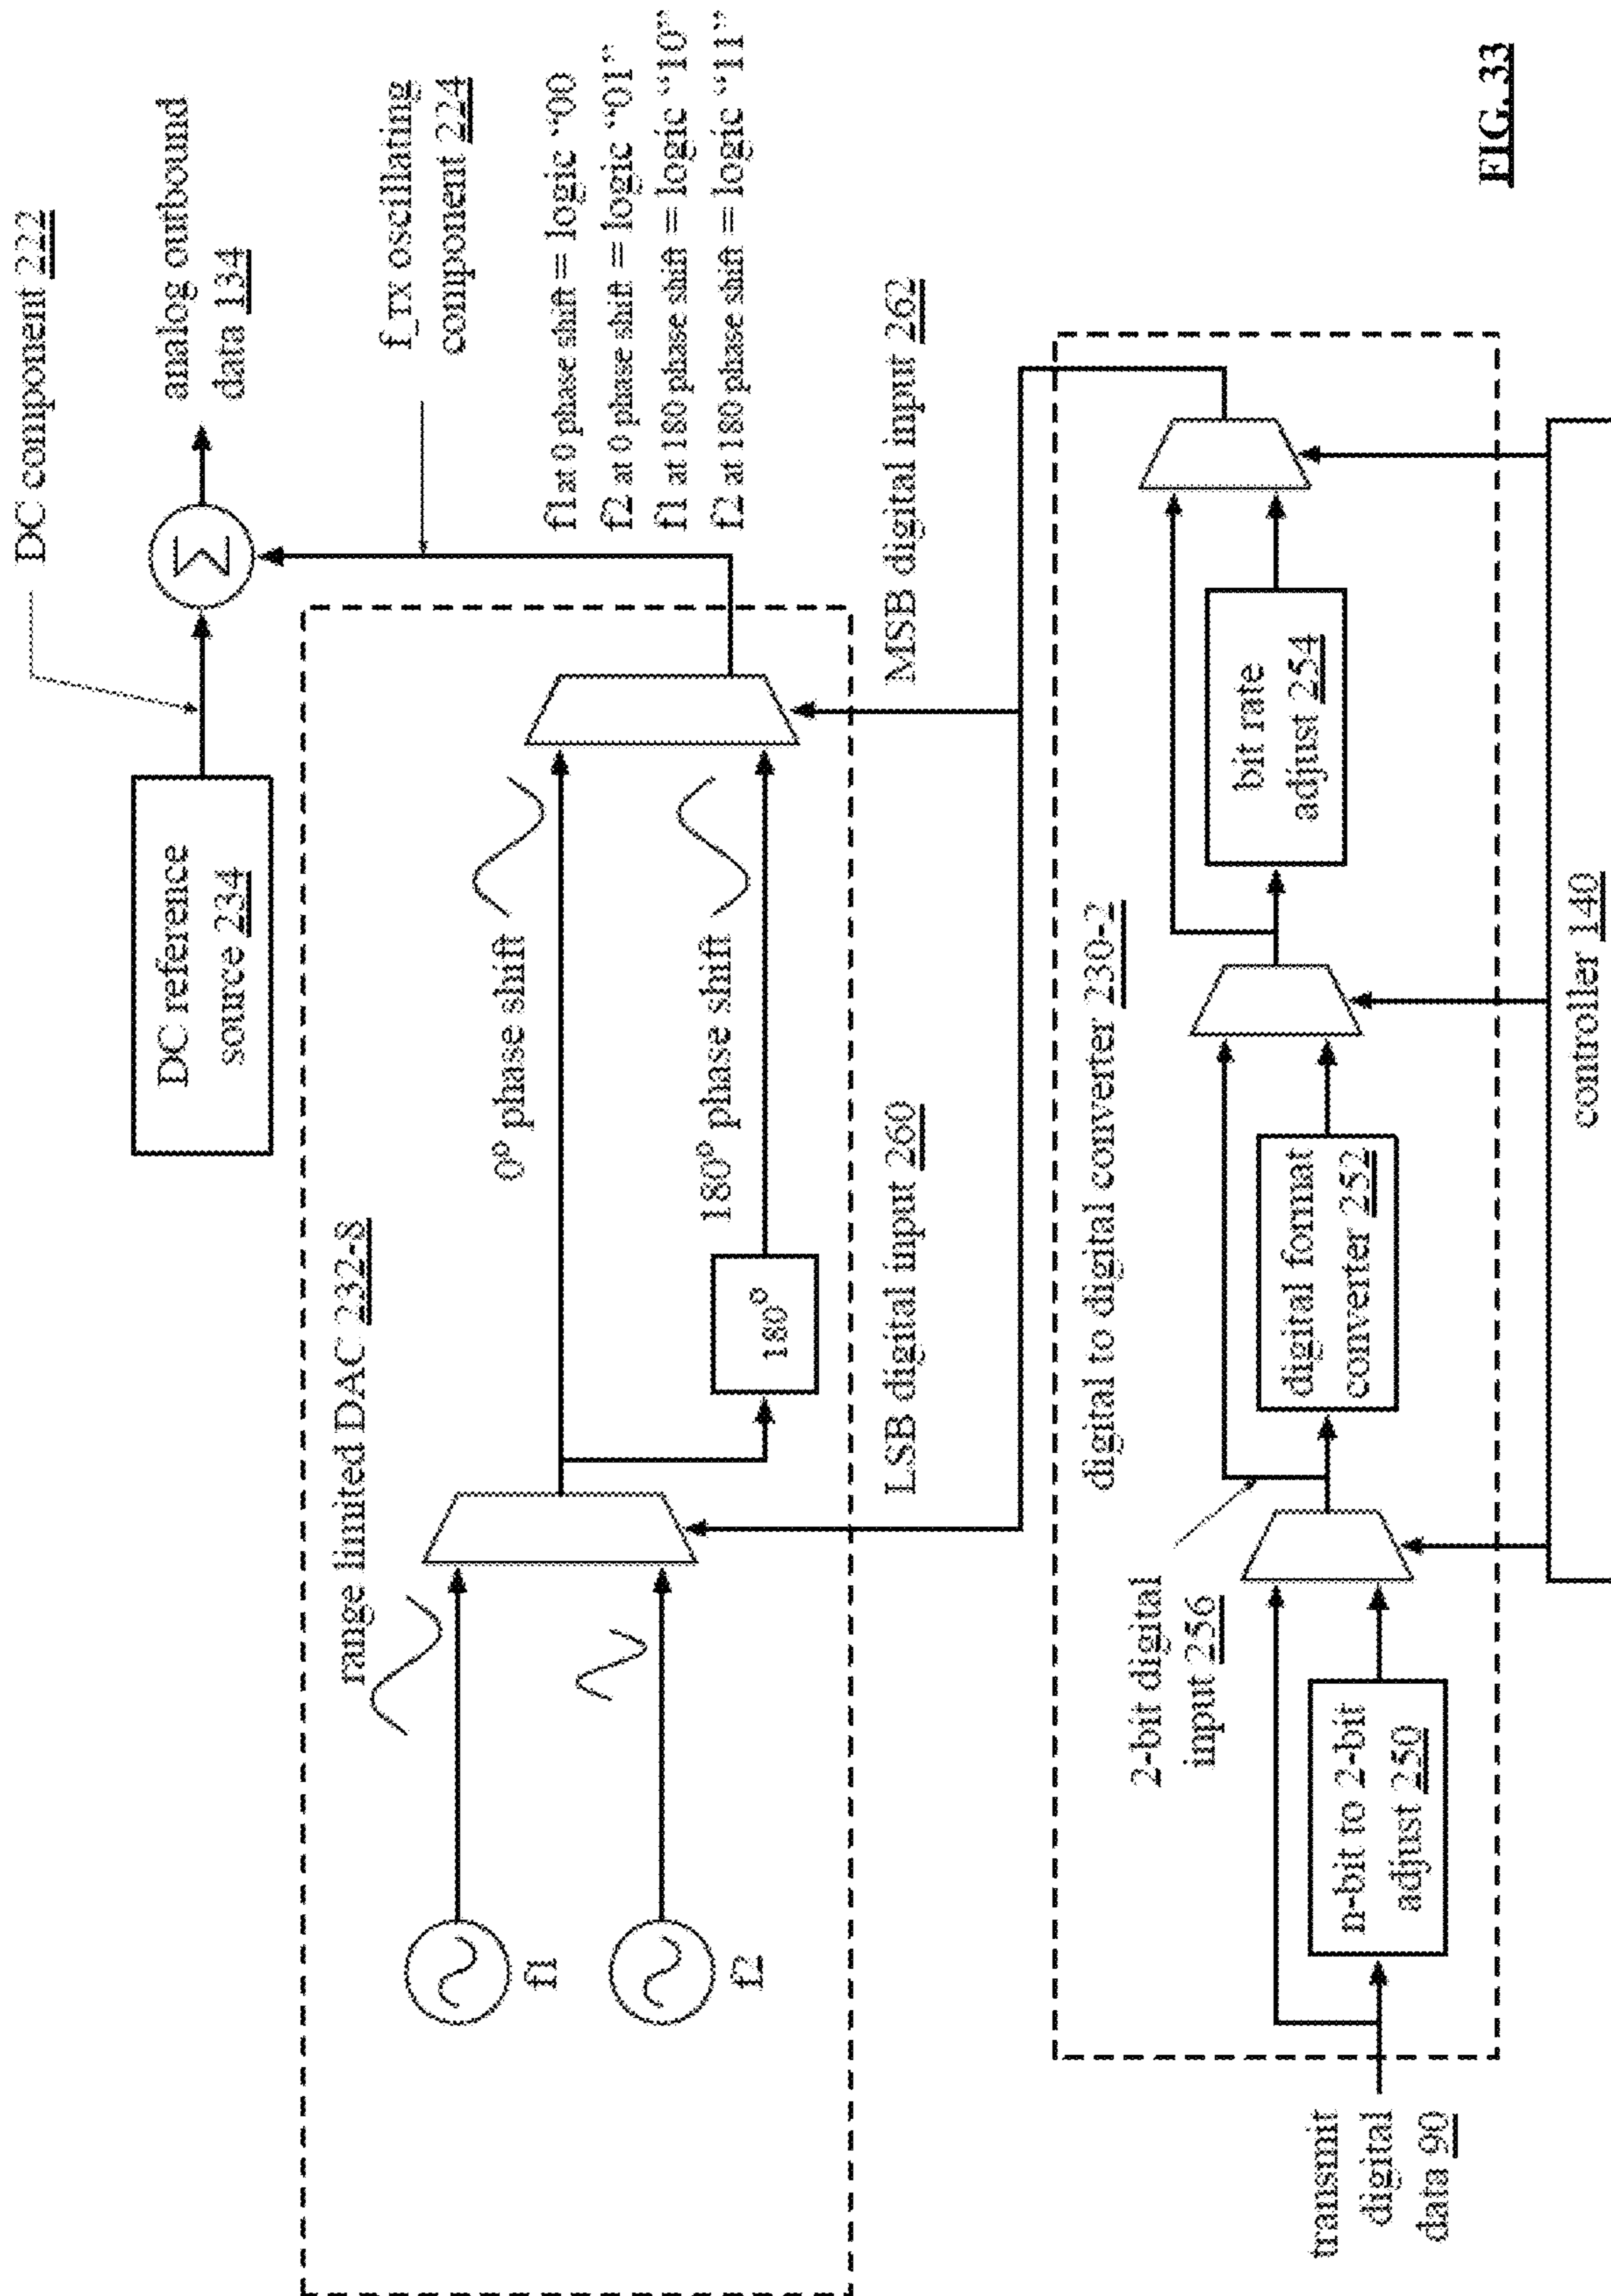 DC component 222
DC reference
source 234
analog outbound
data 134
f_rx oscillating
component 224
range limited DAC 232-8
f1
f2
0° phase shift
180° phase shift
180°
f1 at 0 phase shift = logic “00
f2 at 0 phase shift = logic “01”
f1 at 180 phase shift = logic “10”
f2 at 180 phase shift = logic “11”
LSB digital input 260
MSB digital input 262
digital to digital converter 230-2
2-bit digital
input 256
transmit
digital
data 90
n-bit to 2-bit
adjust 250
digital format
converter 252
bit rate
adjust 254
controller 140
FIG. 33